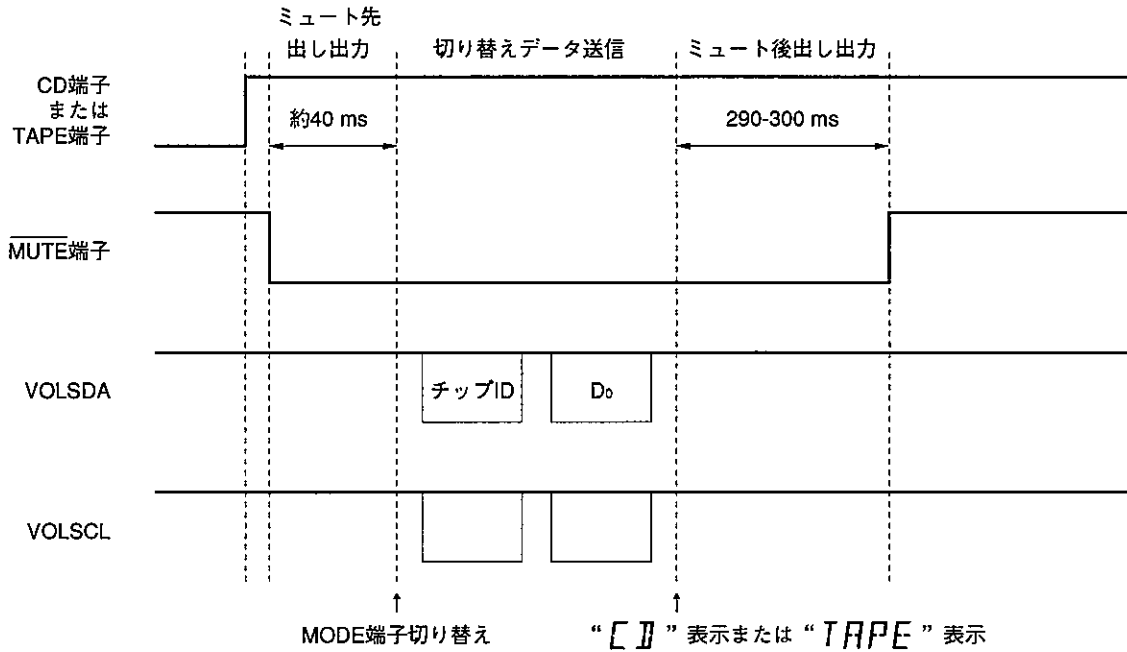 ミュート先
出し出力
切り替えデータ送信
ミュート後出し出力
CD端子
または
TAPE端子
約40 ms
290-300 ms
MUTE端子
VOLSDA
チップID
D₀
VOLSCL
MODE端子切り替え
“CD”表示または“TAPE”表示